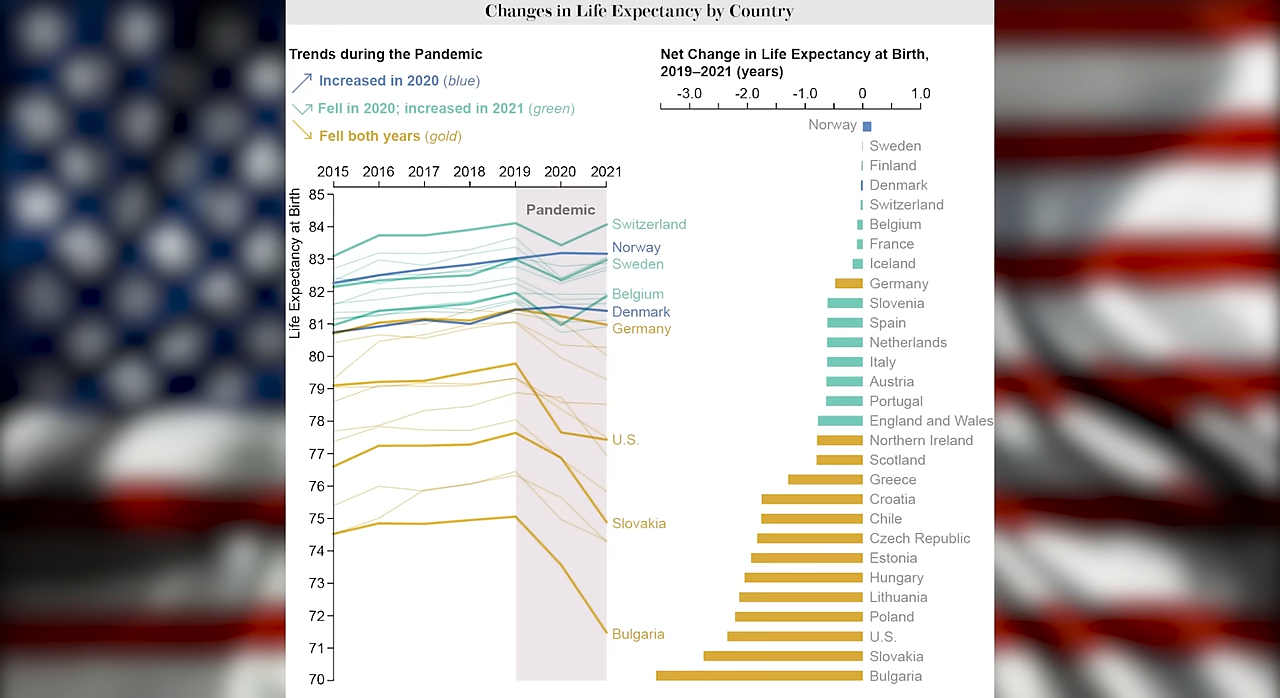 Changes in Life Expectancy by Country
Trends during the Pandemic
Increased in 2020 (blue)
Fell in 2020; increased in 2021 (green)
Fell both years (gold)
2015 2016 2017 2018 2019 2020 2021
Life Expectancy at Birth
85
84
83
82
81
80
79
78
77
76
75
74
73
72
71
70
Pandemic
Switzerland
Norway
Sweden
Belgium
Denmark
Germany
U.S.
Slovakia
Bulgaria
Net Change in Life Expectancy at Birth,
2019–2021 (years)
-3.0 -2.0 -1.0 0 1.0
Norway
Sweden
Finland
Denmark
Switzerland
Belgium
France
Iceland
Germany
Slovenia
Spain
Netherlands
Italy
Austria
Portugal
England and Wales
Northern Ireland
Scotland
Greece
Croatia
Chile
Czech Republic
Estonia
Hungary
Lithuania
Poland
U.S.
Slovakia
Bulgaria